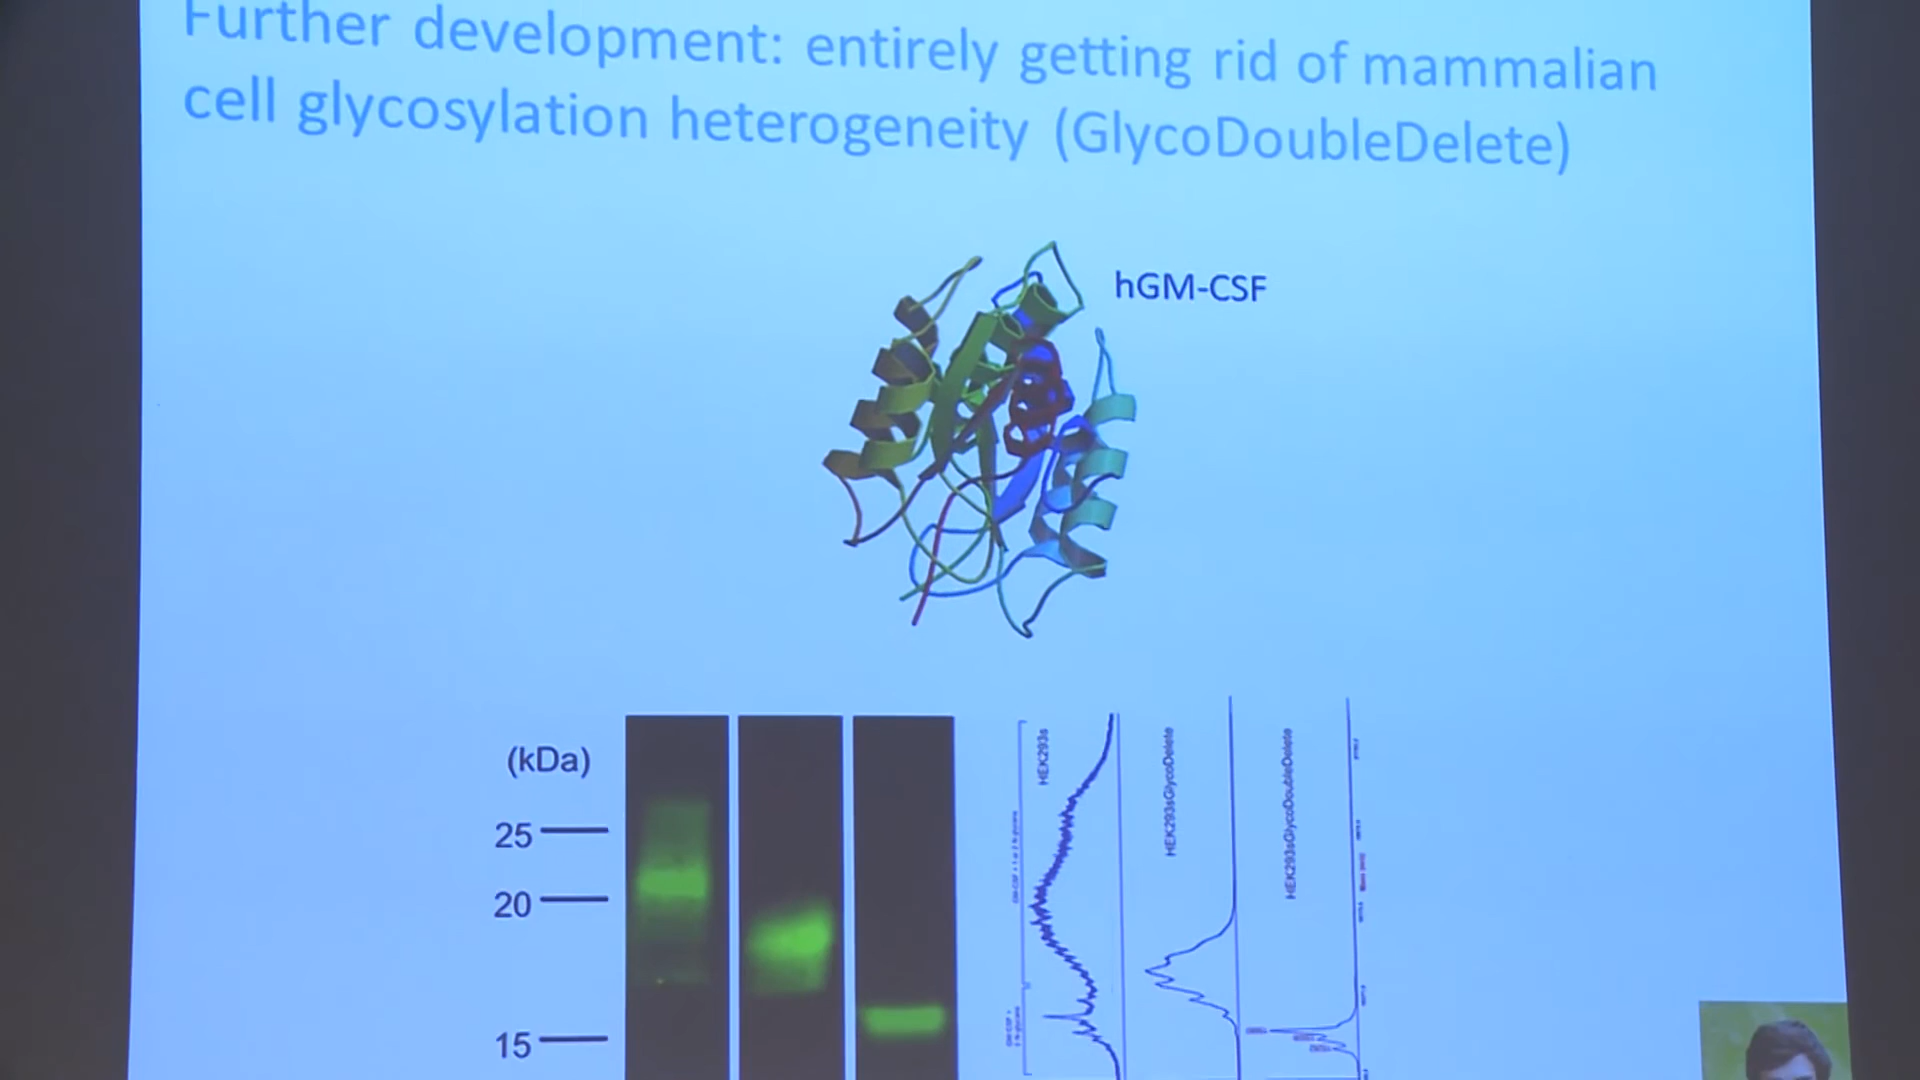 Further development: entirely getting rid of mammalian
cell glycosylation heterogeneity (GlycoDoubleDelete)
hGM-CSF
(kDa)
25
20
15
HEK293s
HEK293sGlycoDelete
HEK293sGlycoDoubleDelete